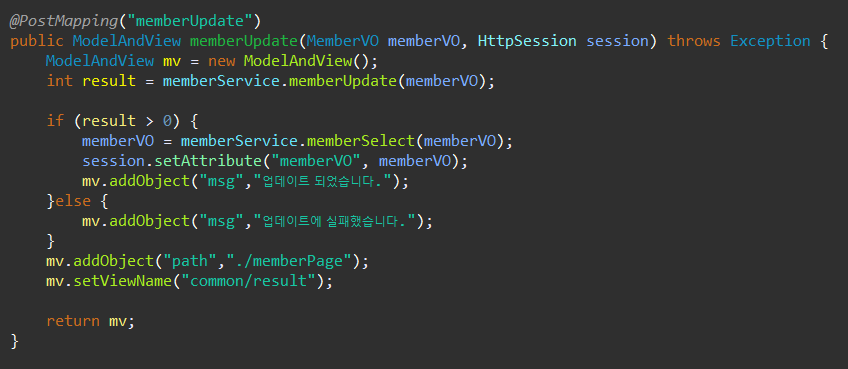 @PostMapping("memberUpdate")
public ModelAndView memberUpdate(MemberVO memberVO, HttpSession session) throws Exception {
    ModelAndView mv = new ModelAndView();
    int result = memberService.memberUpdate(memberVO);

    if (result > 0) {
        memberVO = memberService.memberSelect(memberVO);
        session.setAttribute("memberVO", memberVO);
        mv.addObject("msg","업데이트 되었습니다.");
    }else {
        mv.addObject("msg","업데이트에 실패했습니다.");
    }
    mv.addObject("path","./memberPage");
    mv.setViewName("common/result");

    return mv;
}